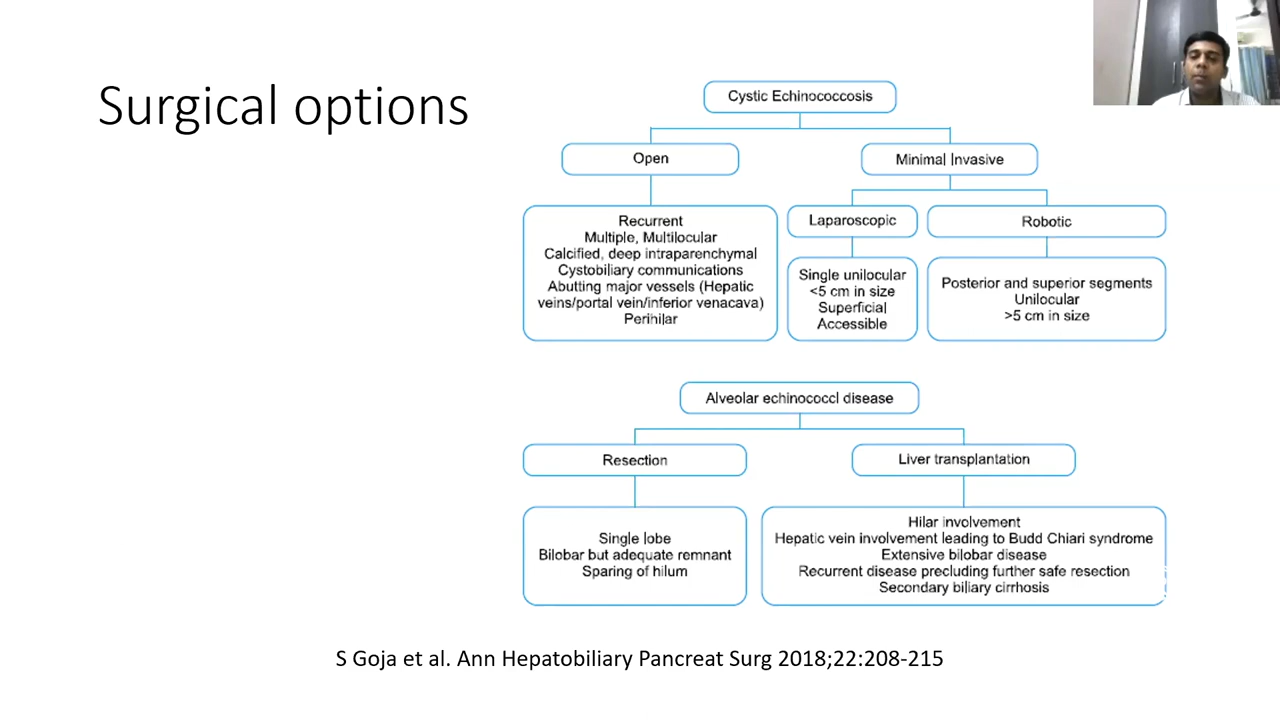 Surgical options
Cystic Echinococcosis
Open
Minimal Invasive
Recurrent
Multiple, Multilocular
Calcified, deep intraparenchymal
Cystobiliary communications
Abutting major vessels (Hepatic
veins/portal vein/inferior venacava)
Perihilar
Laparoscopic
Single unilocular
<5 cm in size
Superficial
Accessible
Robotic
Posterior and superior segments
Unilocular
>5 cm in size
Alveolar echinococcl disease
Resection
Single lobe
Bilobar but adequate remnant
Sparing of hilum
Liver transplantation
Hilar involvement
Hepatic vein involvement leading to Budd Chiari syndrome
Extensive bilobar disease
Recurrent disease precluding further safe resection
Secondary biliary cirrhosis
S Goja et al. Ann Hepatobiliary Pancreat Surg 2018;22:208-215